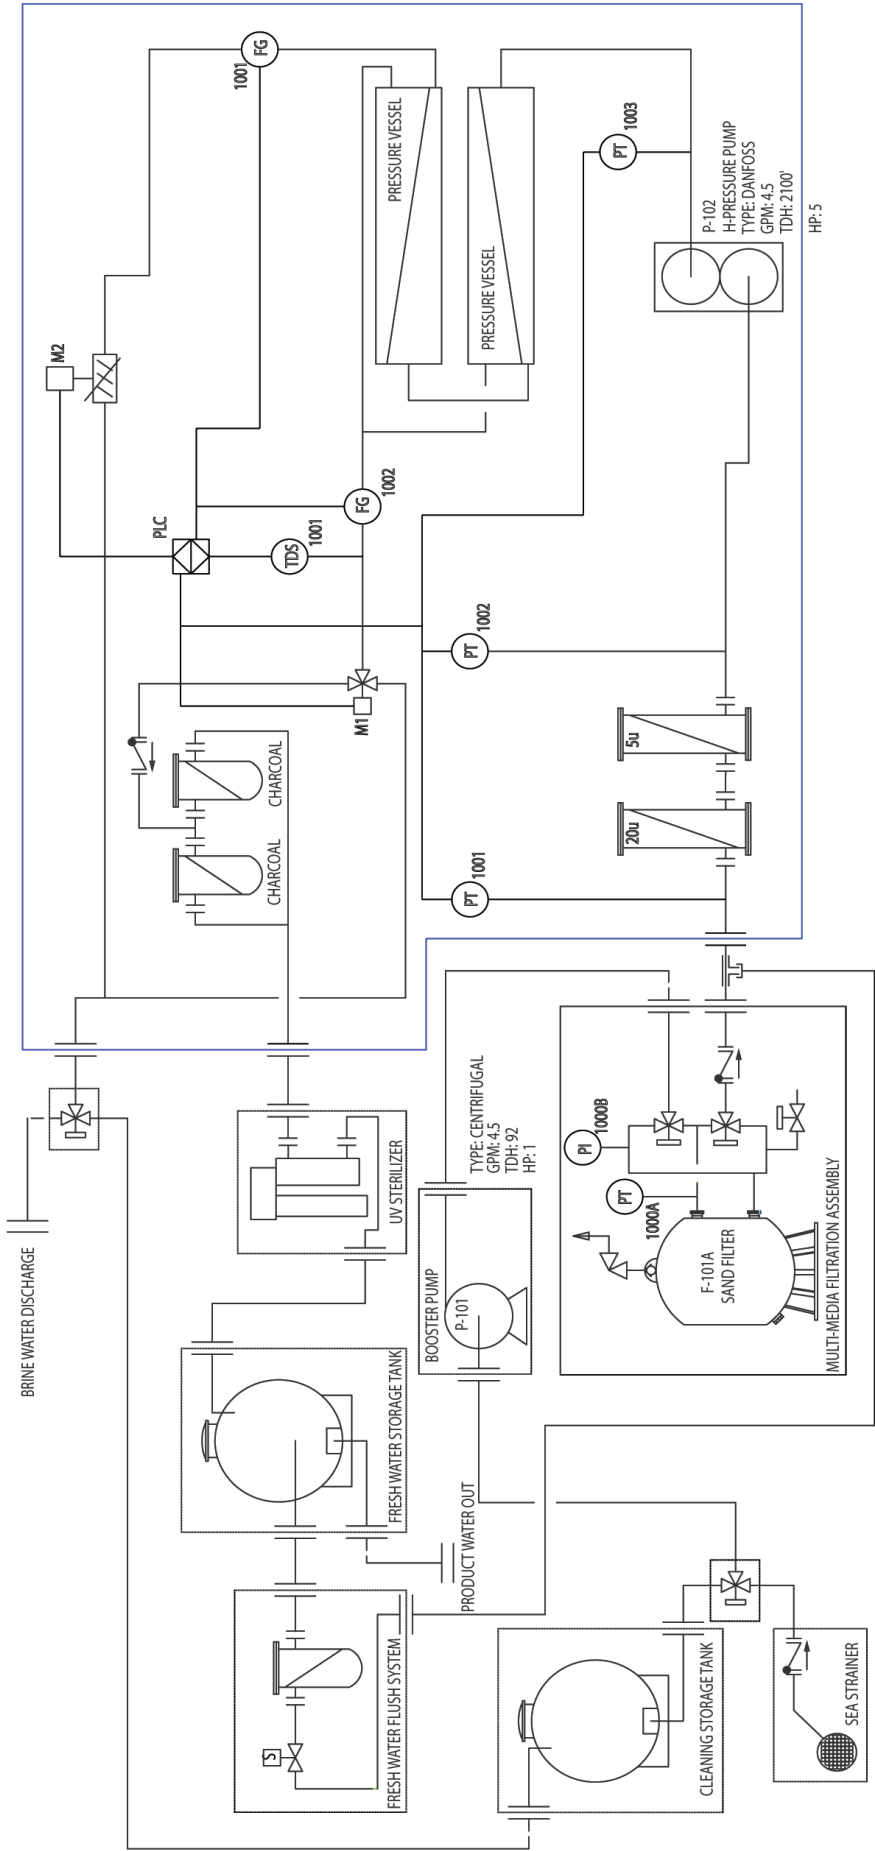 BRINE WATER DISCHARGE
FG
1001
M2
PLC
TDS
1001
FG
1002
PRESSURE VESSEL
PRESSURE VESSEL
PT
1003
P-102
H-PRESSURE PUMP
TYPE: DANFOSS
GPM: 4.5
TDH: 2100'
HP: 5
M1
CHARCOAL
CHARCOAL
PT
1002
PT
1001
5u
20u
UV STERILIZER
TYPE: CENTRIFUGAL
GPM: 4.5
TDH: 92
HP: 1
BOOSTER PUMP
P-101
PI
1000B
PT
1000A
F-101A
SAND FILTER
MULTI-MEDIA FILTRATION ASSEMBLY
FRESH WATER STORAGE TANK
PRODUCT WATER OUT
S
FRESH WATER FLUSH SYSTEM
CLEANING STORAGE TANK
SEA STRAINER